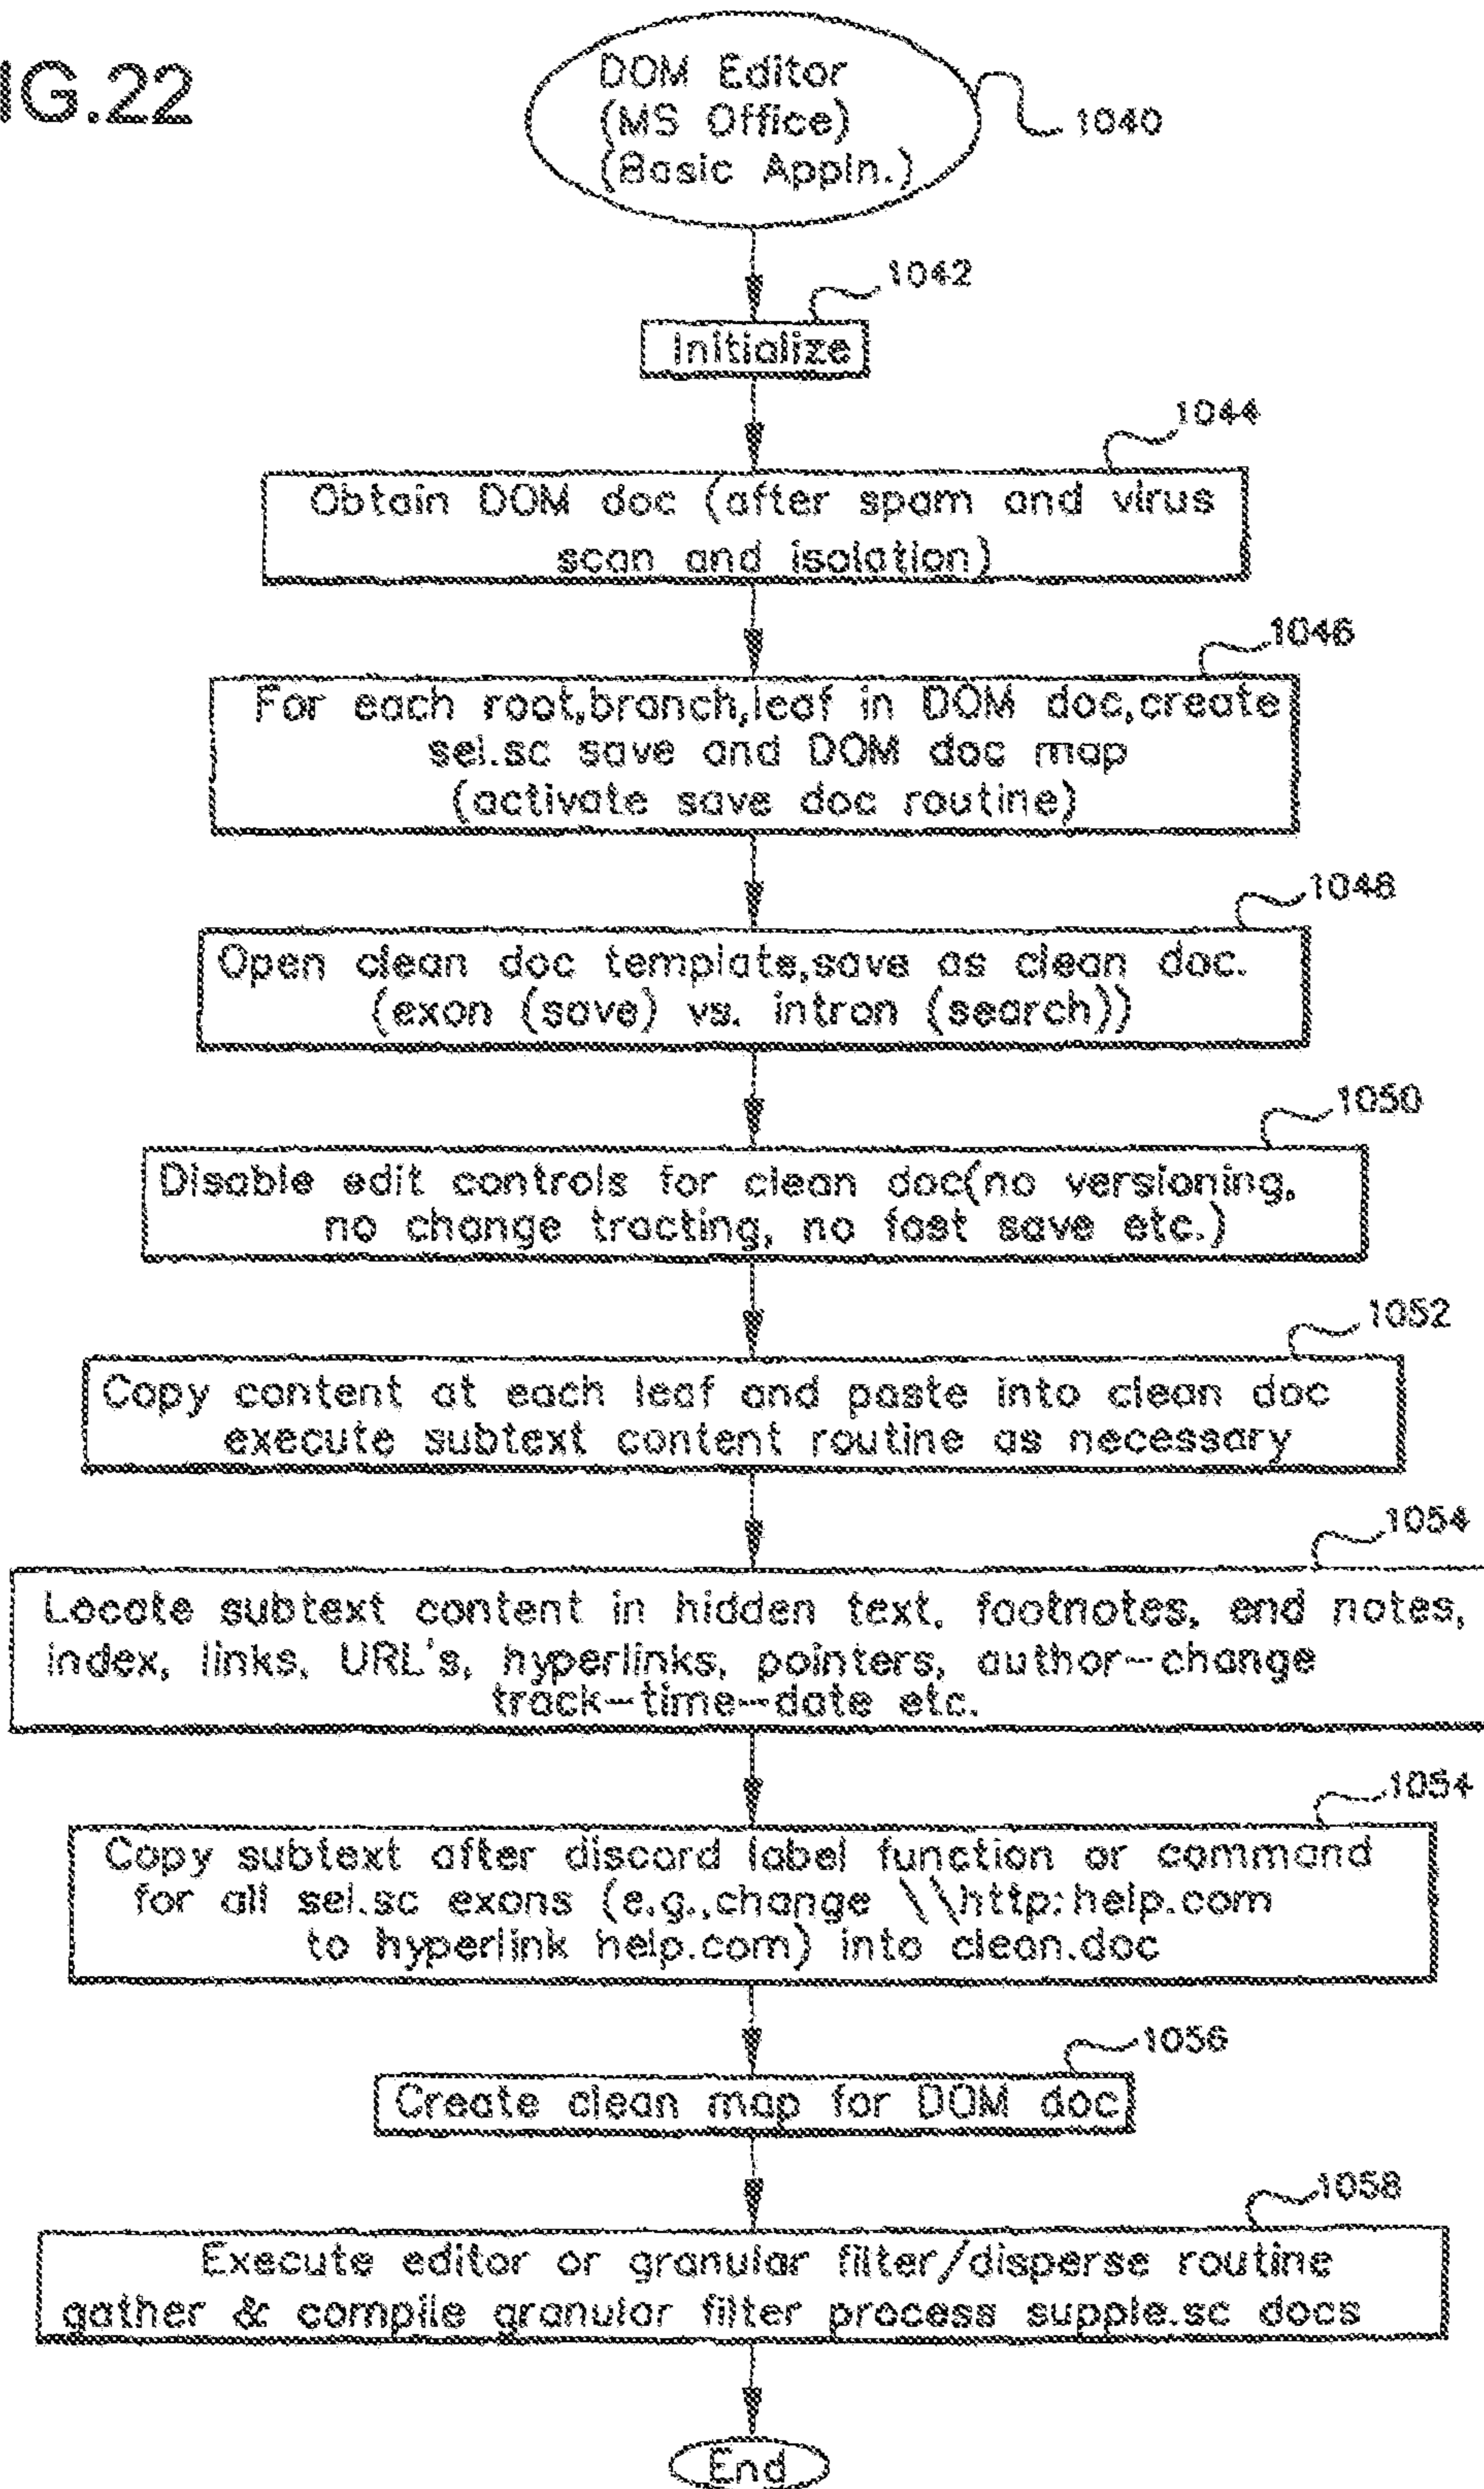 IG.22
DOM Editor
(MS Office)
(Basic Appln.)
1040
1042
Initialize
1044
Obtain DOM doc (after spam and virus
scan and isolation)
1046
For each root,branch,leaf in DOM doc,create
sel.sc save and DOM doc map
(activate save doc routine)
1048
Open clean doc template,save as clean doc.
(exon (save) vs. intron (search))
1050
Disable edit controls for clean doc(no versioning,
no change tracting, no fast save etc.)
1052
Copy content at each leaf and paste into clean doc
execute subtext content routine as necessary
1054
Locate subtext content in hidden text, footnotes, end notes,
index, links, URL's, hyperlinks, pointers, author-change
track-time-date etc.
1054
Copy subtext after discard label function or command
for all sel.sc exons (e.g.,change \\http:help.com
to hyperlink help.com) into clean.doc
1056
Create clean map for DOM doc
1058
Execute editor or granular filter/disperse routine
gather & compile granular filter process supple.sc docs
End